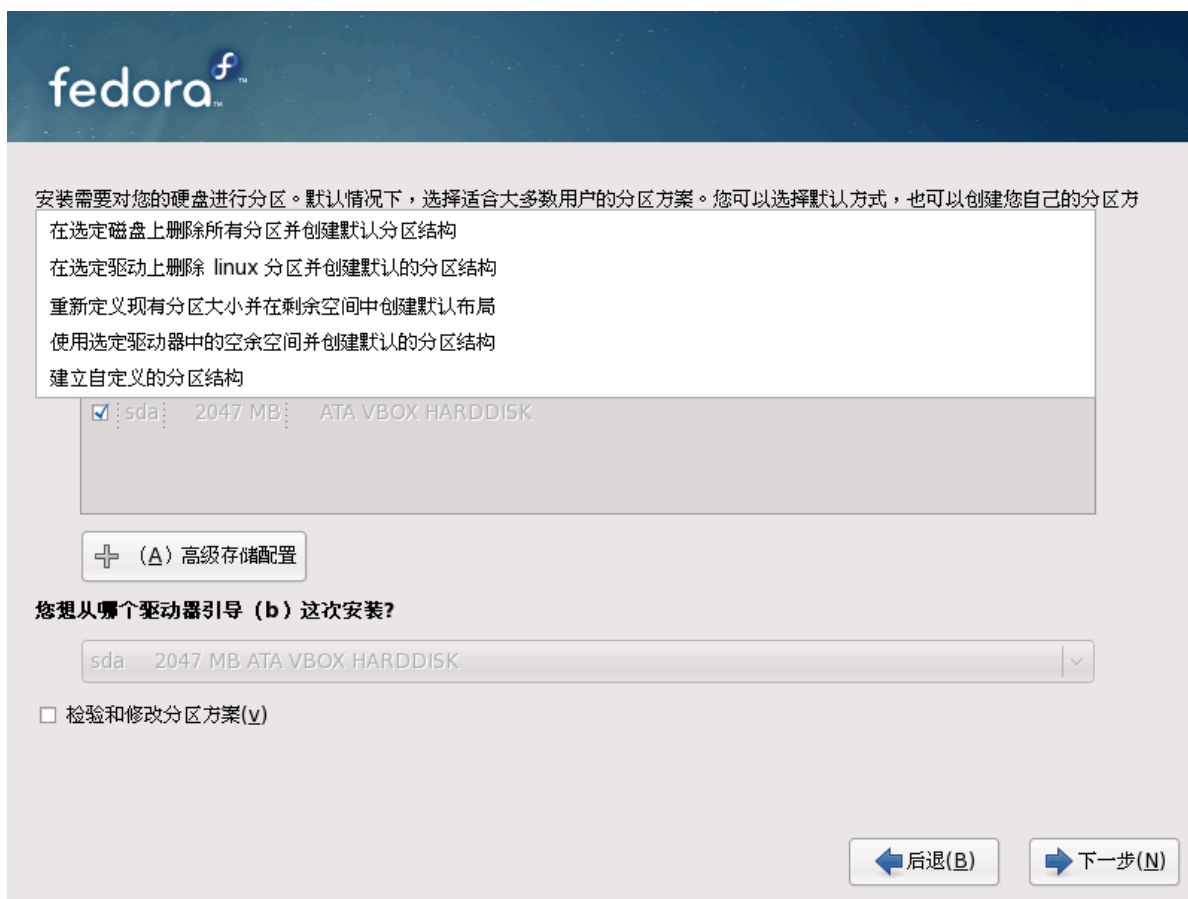 fedora
安装需要对您的硬盘进行分区。默认情况下，选择适合大多数用户的分区方案。您可以选择默认方式，也可以创建您自己的分区方
在选定磁盘上删除所有分区并创建默认分区结构
在选定驱动上删除 linux 分区并创建默认的分区结构
重新定义现有分区大小并在剩余空间中创建默认布局
使用选定驱动器中的空余空间并创建默认的分区结构
建立自定义的分区结构
sda 2047 MB ATA VBOX HARDDISK
（A）高级存储配置
您想从哪个驱动器引导（b）这次安装?
sda 2047 MB ATA VBOX HARDDISK
检验和修改分区方案(v)
后退(B) 下一步(N)